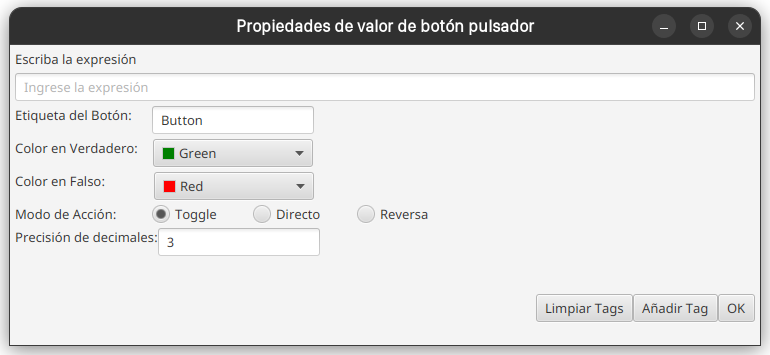 Propiedades de valor de botón pulsador
Escriba la expresión
Ingrese la expresión
Etiqueta del Botón: Button
Color en Verdadero: Green
Color en Falso: Red
Modo de Acción: Toggle Directo Reversa
Precisión de decimales: 3
Limpiar Tags Añadir Tag OK